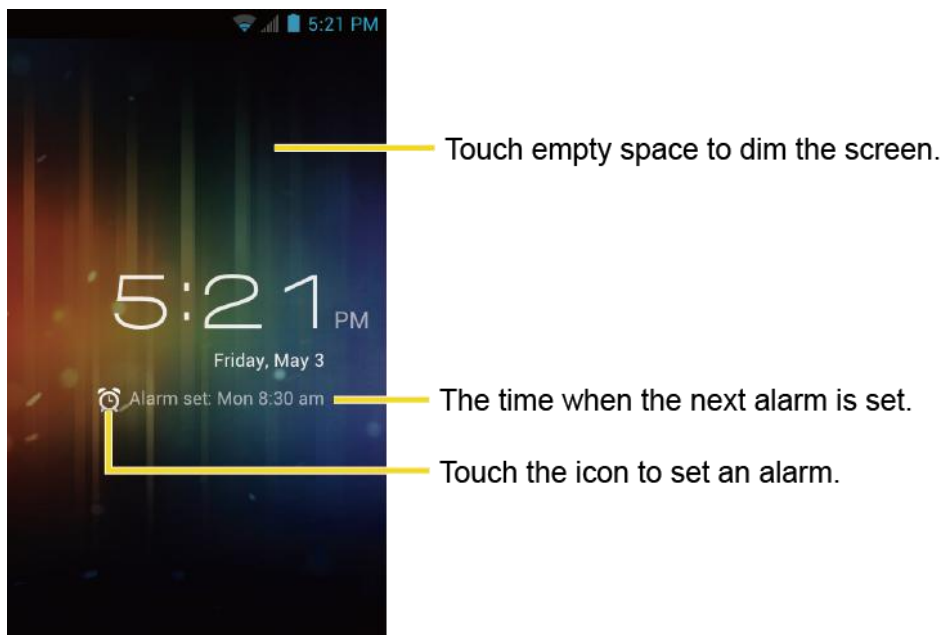 5:21 PM
Touch empty space to dim the screen.
5:21 PM
Friday, May 3
Alarm set: Mon 8:30 am
The time when the next alarm is set.
Touch the icon to set an alarm.